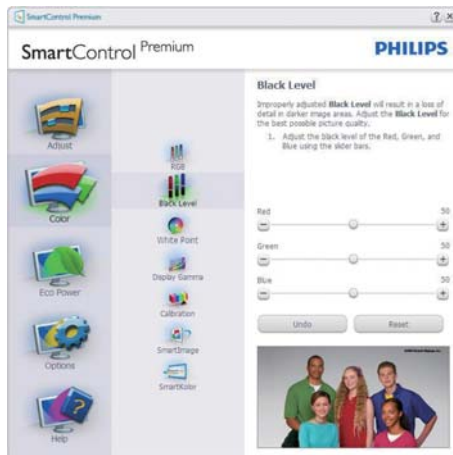 SmartControl Premium
SmartControl Premium
PHILIPS
Adjust
Color
Eco Power
Options
Help
RGB
Black Level
White Point
Display Gamma
Calibration
SmartImage
SmartKolor
Black Level
Improperly adjusted Black Level will result in a loss of
detail in darker image areas. Adjust the Black Level for
the best possible picture quality.
1. Adjust the black level of the Red, Green, and
Blue using the slider bars.
Red 50
Green 50
Blue 50
Undo Reset